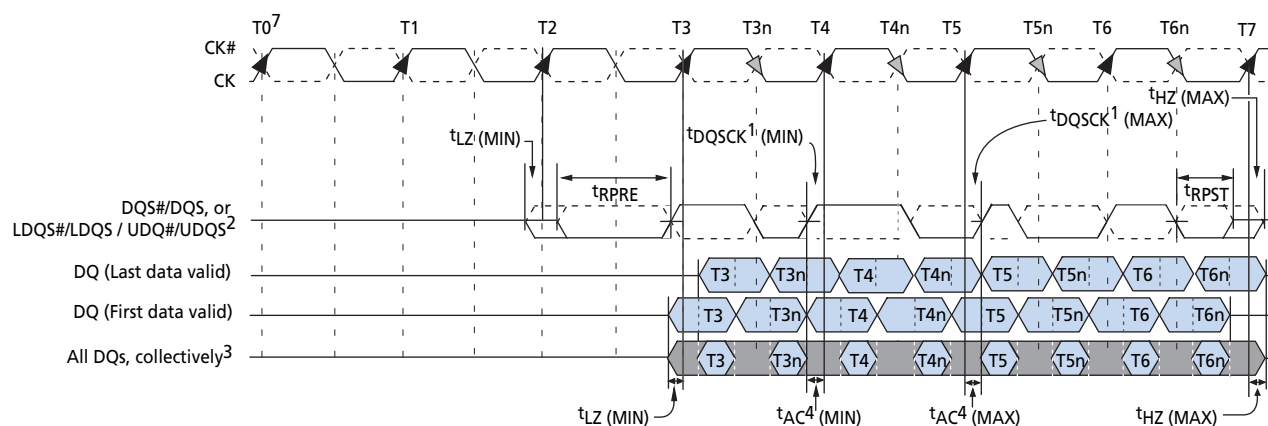 T0⁷ T1 T2 T3 T3n T4 T4n T5 T5n T6 T6n T7
CK#
CK
tHZ (MAX)
tLZ (MIN)
tDQSCK¹ (MIN)
tDQSCK¹ (MAX)
tRPRE
tRPST
DQS#/DQS, or
LDQS#/LDQS / UDQ#/UDQS²
DQ (Last data valid)
T3 T3n T4 T4n T5 T5n T6 T6n
DQ (First data valid)
T3 T3n T4 T4n T5 T5n T6 T6n
All DQs, collectively³
T3 T3n T4 T4n T5 T5n T6 T6n
tLZ (MIN)
tAC⁴ (MIN)
tAC⁴ (MAX)
tHZ (MAX)